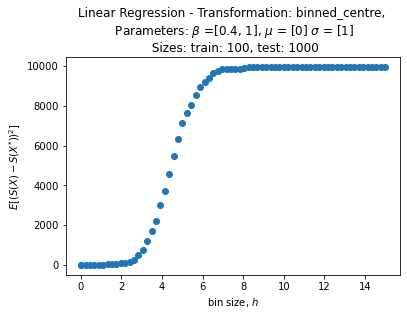 Linear Regression - Transformation: binned_centre,
Parameters: β =[0.4, 1], μ = [0] σ = [1]
Sizes: train: 100, test: 1000
E[(S(X) − S(X*))²]
10000
8000
6000
4000
2000
0
0 2 4 6 8 10 12 14
bin size, h